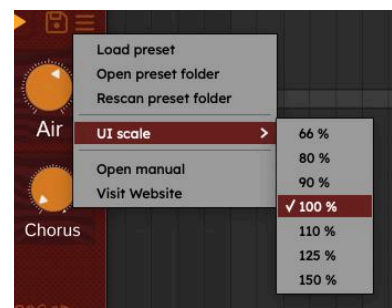 Load preset
Open preset folder
Rescan preset folder
Air
UI scale >
66 %
80 %
90 %
✓ 100 %
110 %
125 %
150 %
Open manual
Visit Website
Chorus